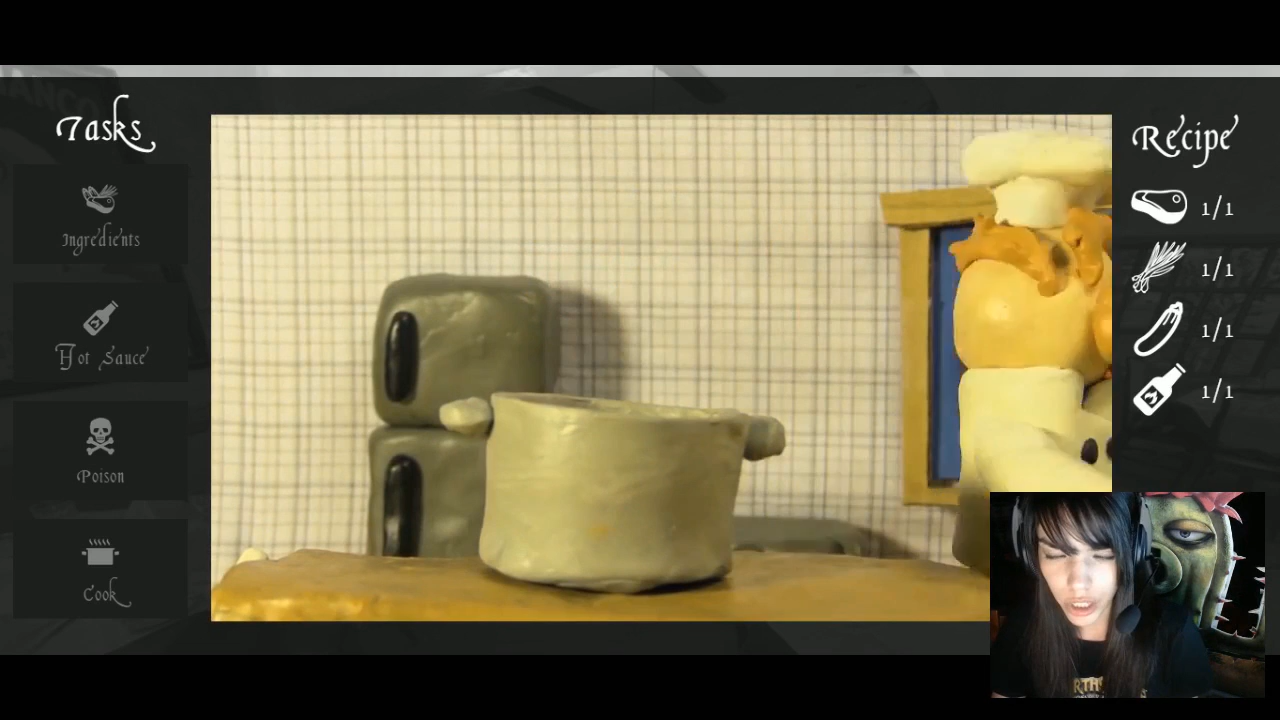 Tasks
Ingredients
Hot Sauce
Poison
Cook
Recipe
1/1
1/1
1/1
1/1